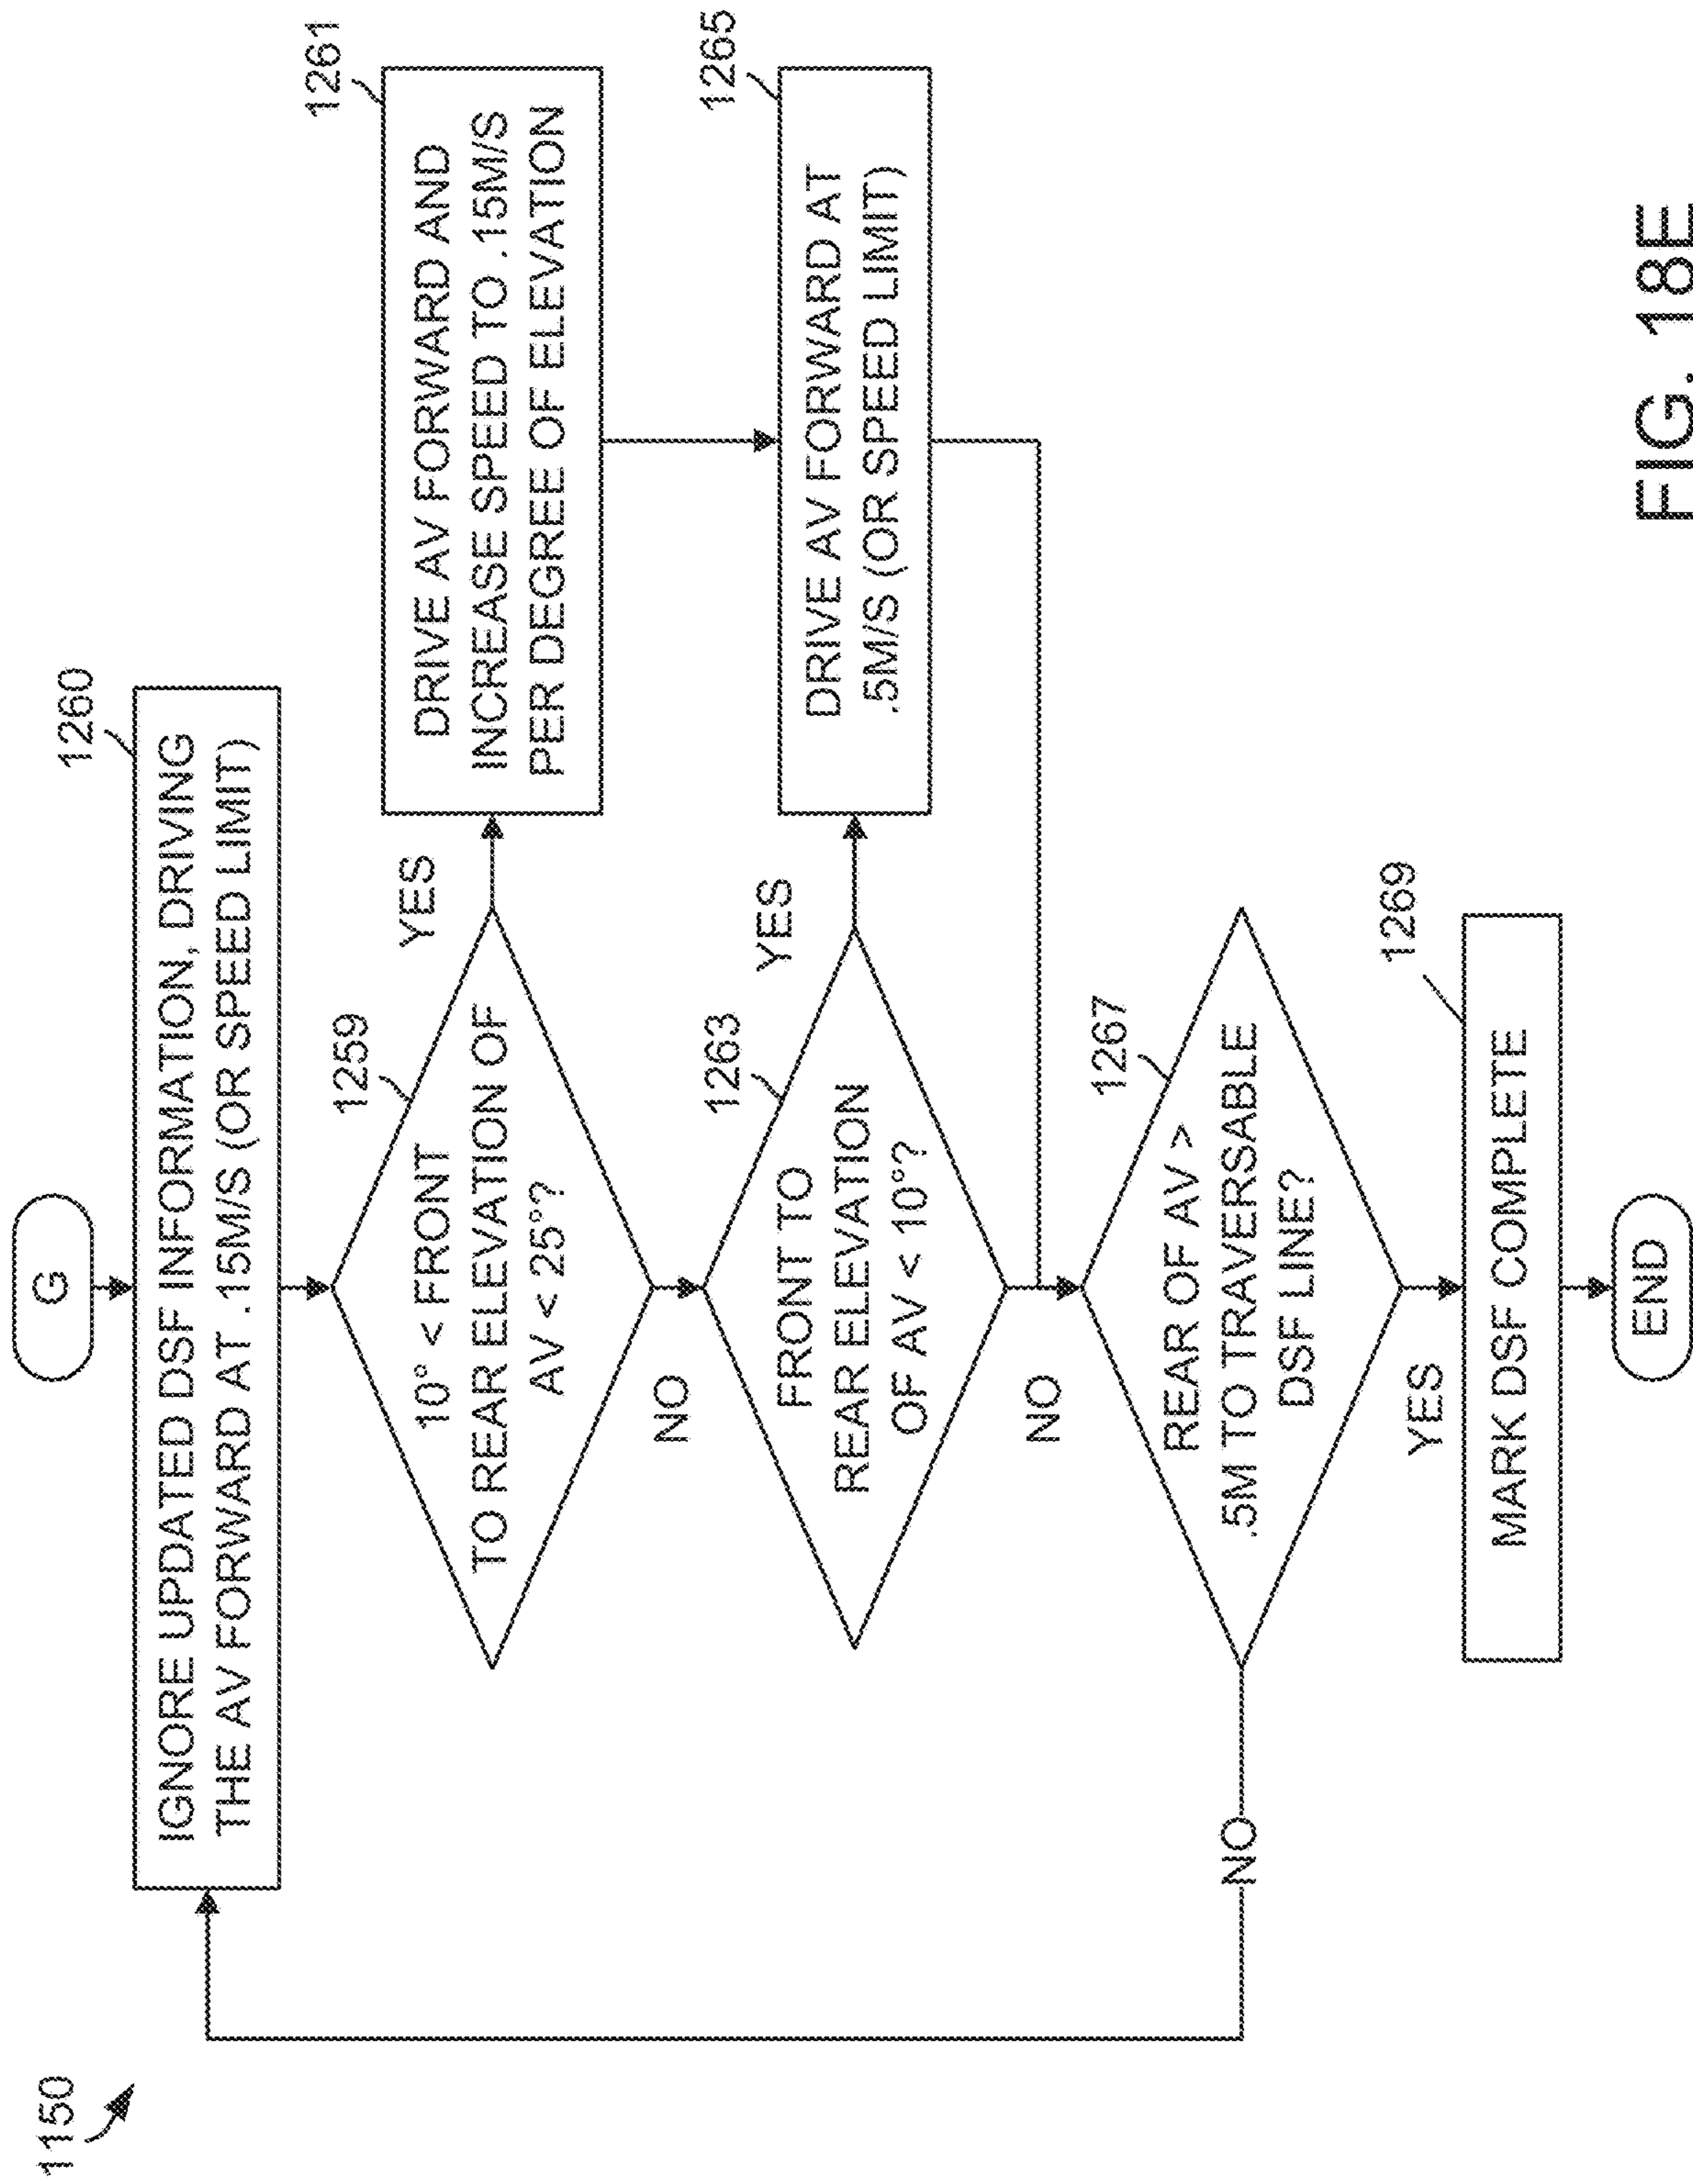 1150
G
1260
IGNORE UPDATED DSF INFORMATION, DRIVING
THE AV FORWARD AT .15M/S (OR SPEED LIMIT)
1259
10° < FRONT
TO REAR ELEVATION OF
AV < 25°?
YES
1261
DRIVE AV FORWARD AND
INCREASE SPEED TO .15M/S
PER DEGREE OF ELEVATION
NO
1263
FRONT TO
REAR ELEVATION
OF AV < 10°?
YES
1265
DRIVE AV FORWARD AT
.5M/S (OR SPEED LIMIT)
NO
1267
REAR OF AV >
.5M TO TRAVERSABLE
DSF LINE?
NO
YES
1269
MARK DSF COMPLETE
END
FIG. 18E